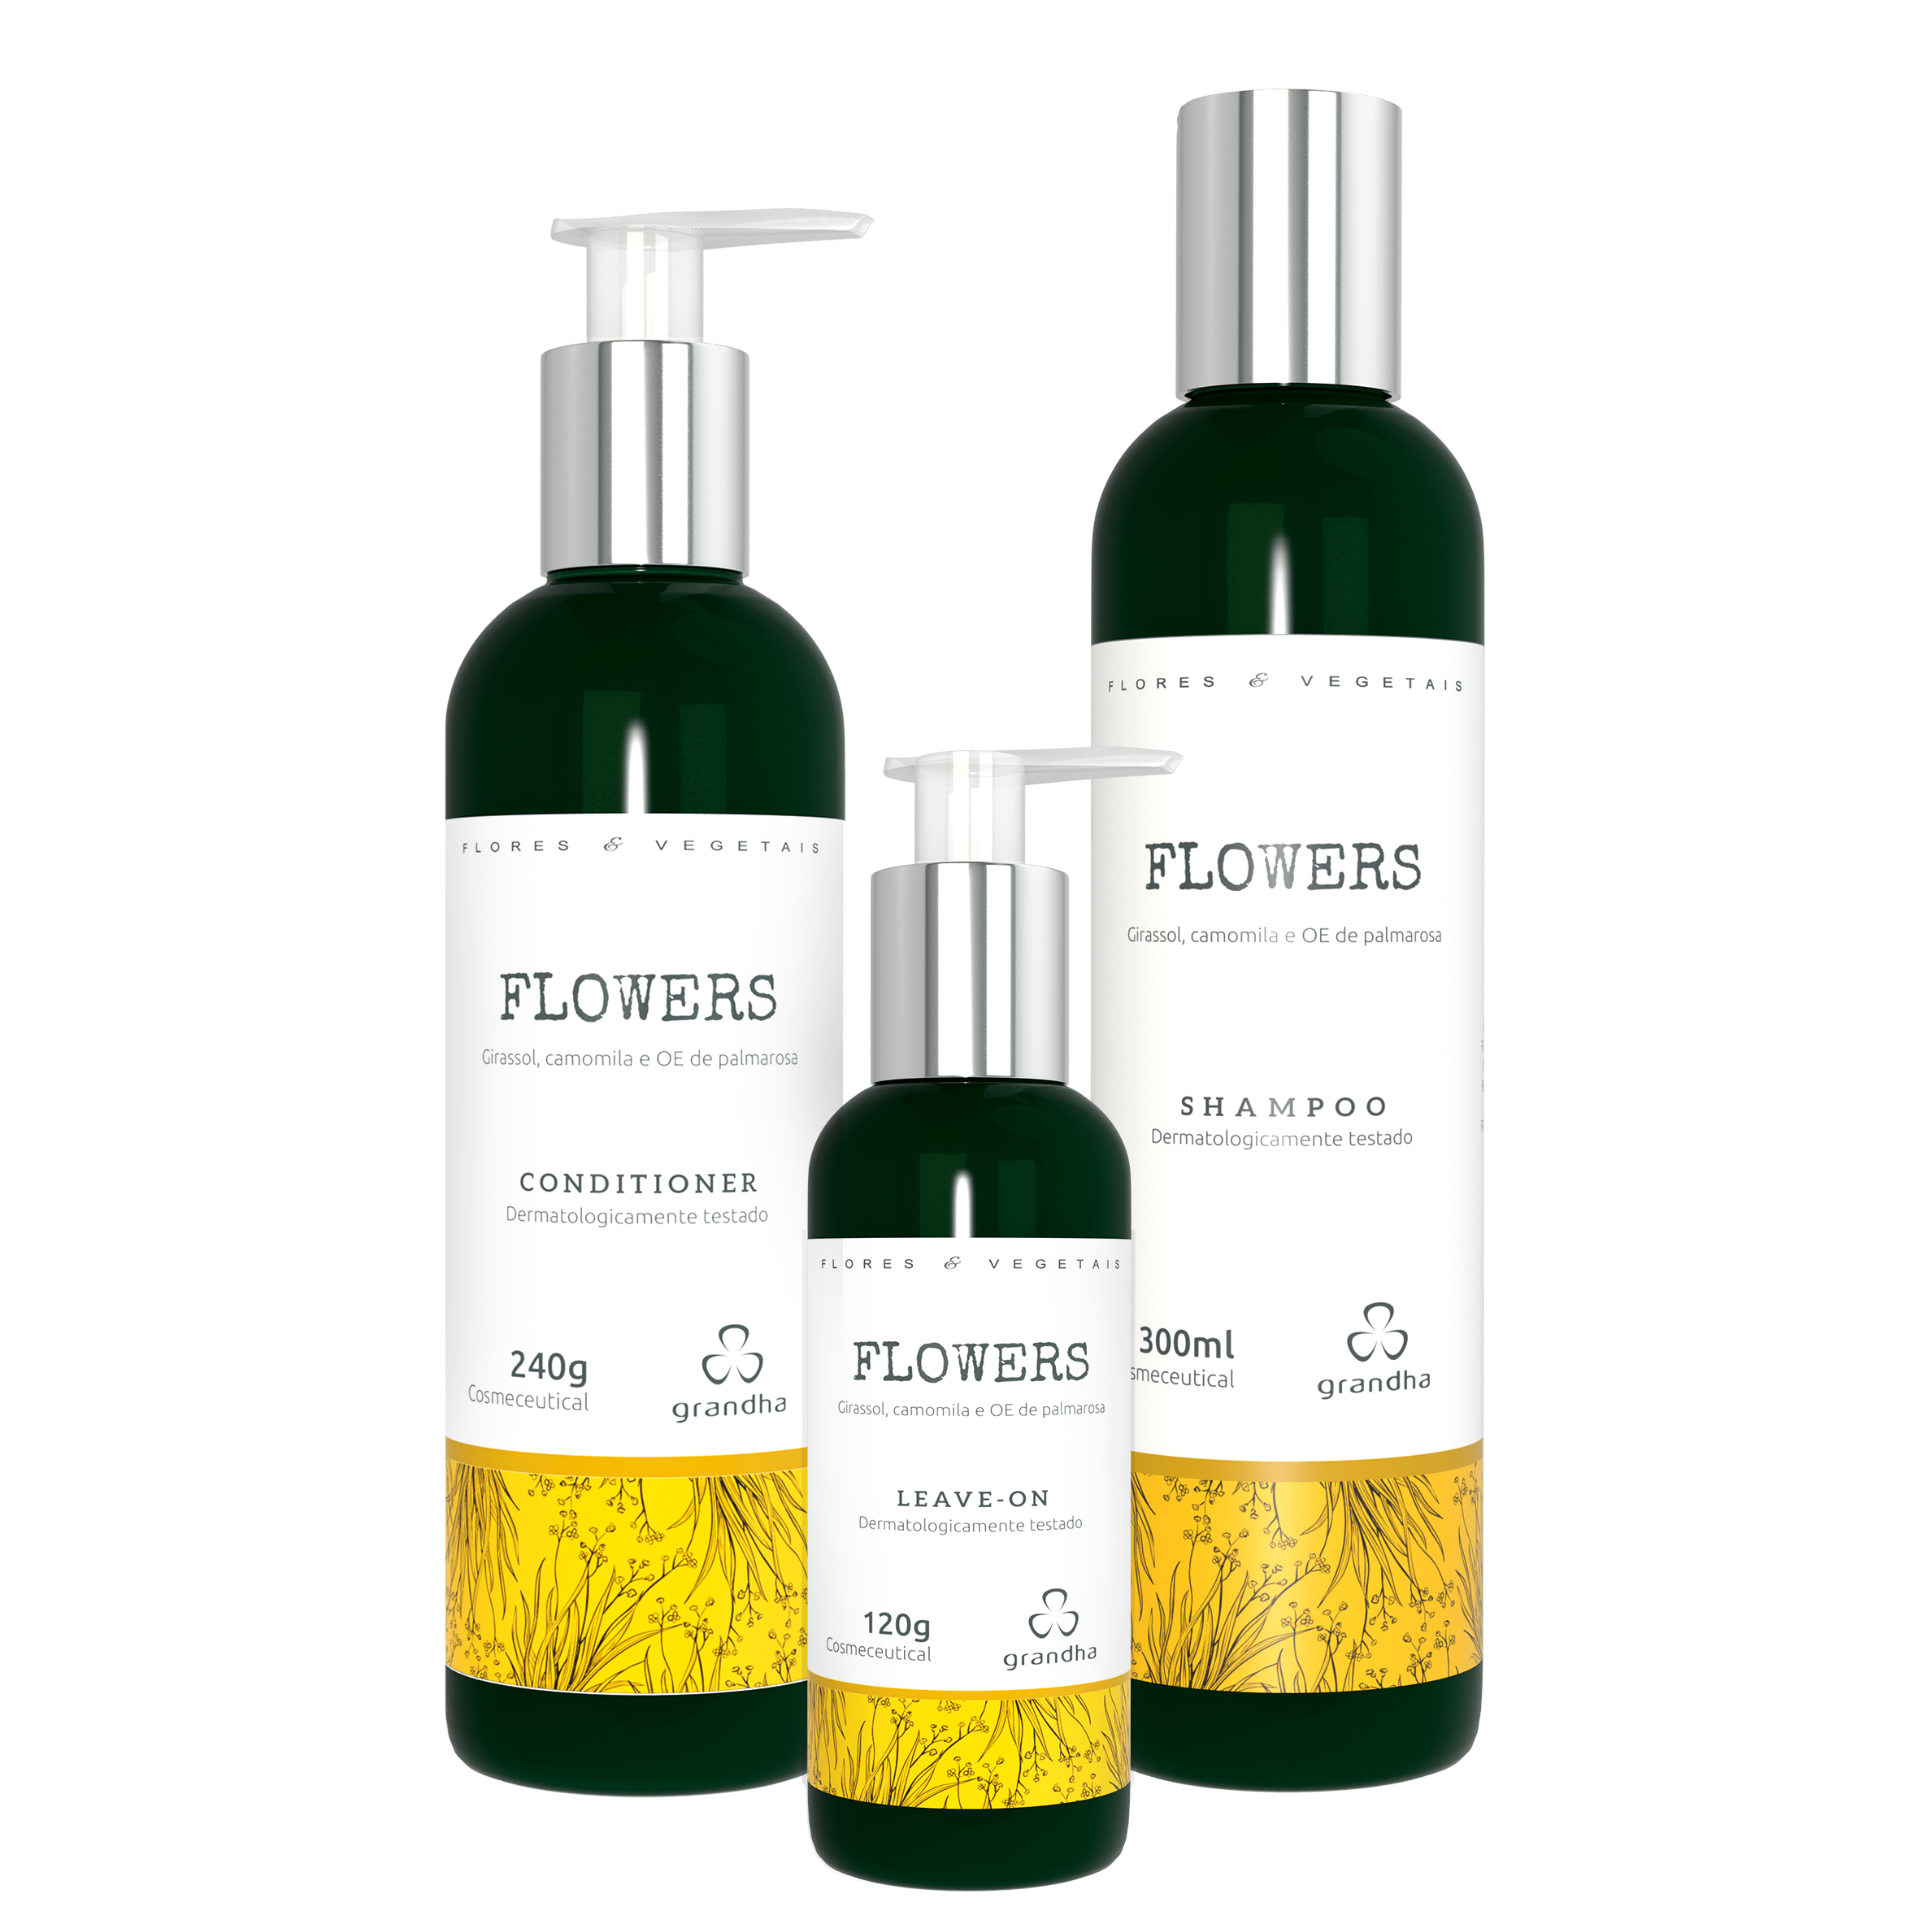 FLORES & VEGETAIS
FLOWERS
Girassol, camomila e OE de palmarosa
CONDITIONER
Dermatologicamente testado
240g
Cosmeceutical
grandha
FLORES & VEGETAIS
FLOWERS
Girassol, camomila e OE de palmarosa
LEAVE-ON
Dermatologicamente testado
120g
Cosmeceutical
grandha
FLORES & VEGETAIS
FLOWERS
Girassol, camomila e OE de palmarosa
SHAMPOO
Dermatologicamente testado
300ml
smeceutical
grandha